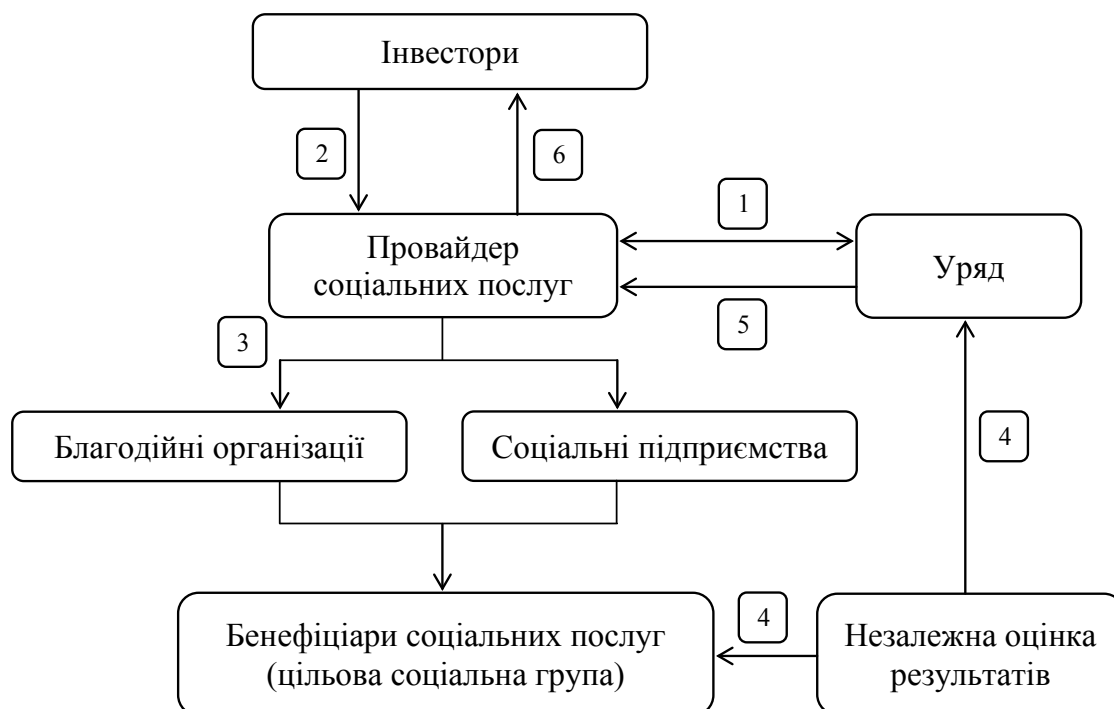 Інвестори
2
6
1
Провайдер
соціальних послуг
Уряд
5
3
Благодійні організації
Соціальні підприємства
4
4
Бенефіціари соціальних послуг
(цільова соціальна група)
Незалежна оцінка
результатів